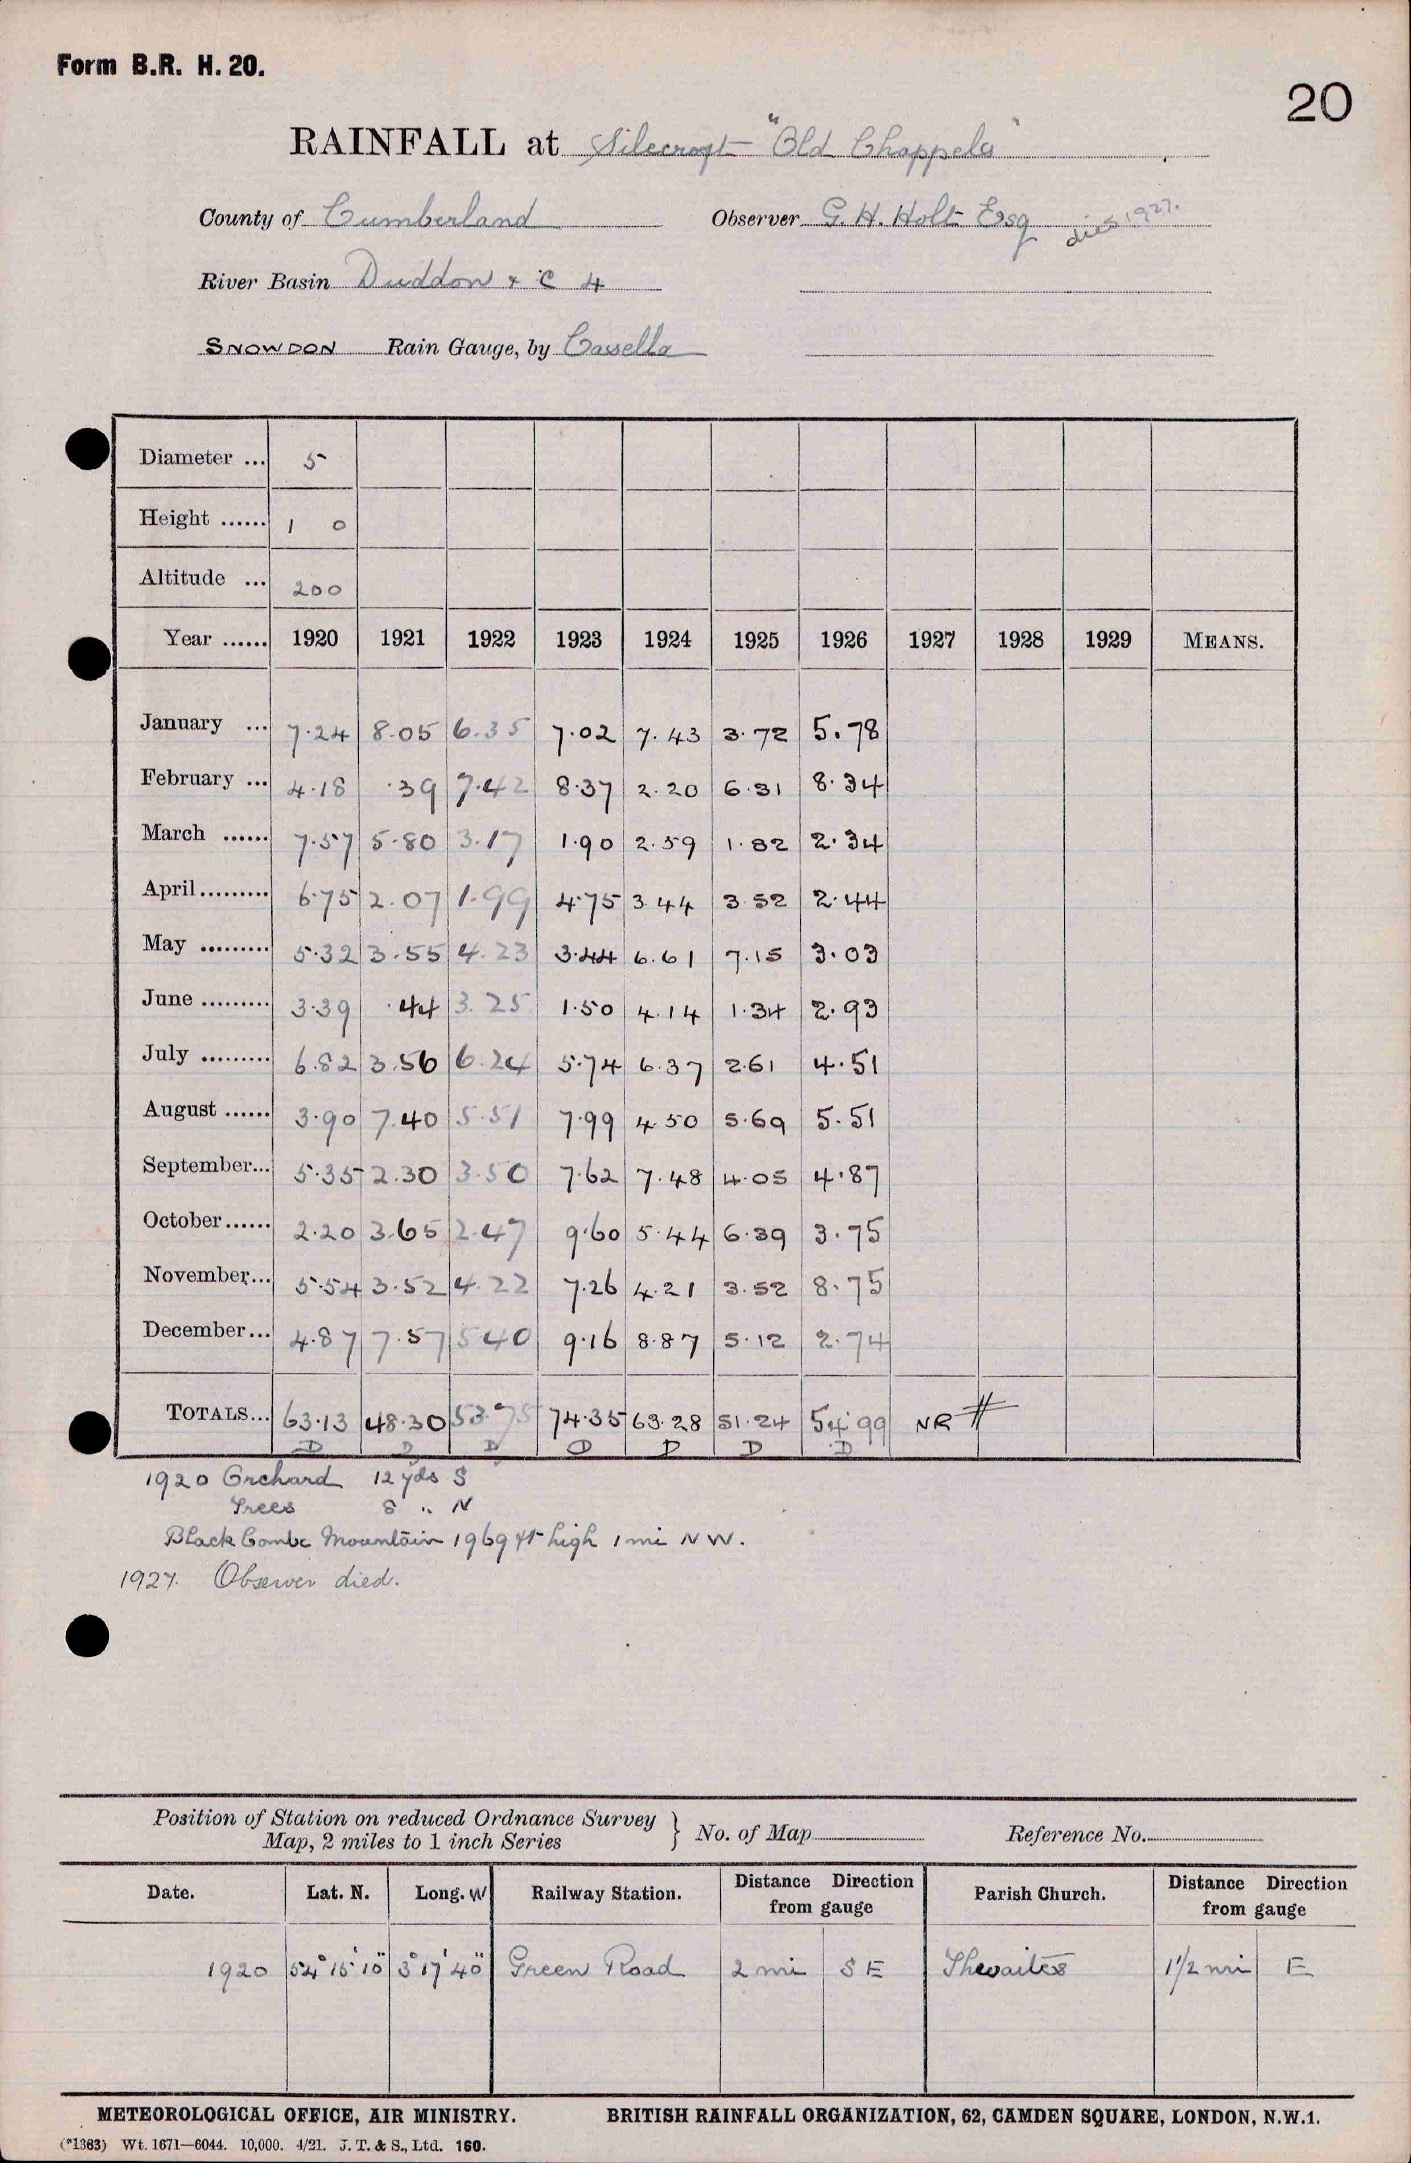 Form B.R. H. 20.
20
RAINFALL at Silecroft "Old Chappels"
County of Cumberland Observer G. H. Holt Esq died 1927.
River Basin Duddon &c 4
SNOWDON Rain Gauge, by Cassella
Diameter ... 5
Height ...... 1 0
Altitude ... 200
Year ...... 1920 1921 1922 1923 1924 1925 1926 1927 1928 1929 MEANS.
January ... 7.24 8.05 6.35 7.02 7.43 3.72 5.78
February ... 4.18 .39 7.42 8.37 2.20 6.31 8.34
March ...... 7.57 5.80 3.17 1.90 2.59 1.82 2.34
April ......... 6.75 2.07 1.99 4.75 3.44 3.52 2.44
May ......... 5.32 3.55 4.23 3.44 6.61 7.15 3.03
June ......... 3.39 .44 3.25 1.50 4.14 1.34 2.93
July ......... 6.82 3.56 6.24 5.74 6.37 2.61 4.51
August ...... 3.90 7.40 5.51 7.99 4.50 5.69 5.51
September... 5.35 2.30 3.50 7.62 7.48 4.05 4.87
October...... 2.20 3.65 2.47 9.60 5.44 6.39 3.75
November... 5.54 3.52 4.22 7.26 4.21 3.52 8.75
December... 4.87 7.57 5.40 9.16 8.87 5.12 2.74
TOTALS... 63.13 48.30 53.75 74.35 63.28 51.24 54.99 NR #
D D D D D D D
1920 Orchard 12 yds S
Trees 8 " N
Black Combe Mountain 1969 ft high 1 mi NW.
1927. Observer died.
Position of Station on reduced Ordnance Survey
Map, 2 miles to 1 inch Series } No. of Map Reference No.
Date. Lat. N. Long. W Railway Station. Distance Direction from gauge Parish Church. Distance Direction from gauge
1920 54° 15' 10" 3° 17' 40" Green Road 2 mi SE Thwaites 1 1/2 mi E
METEOROLOGICAL OFFICE, AIR MINISTRY. BRITISH RAINFALL ORGANIZATION, 62, CAMDEN SQUARE, LONDON, N.W.1.
(*1363) Wt. 1671—6044. 10,000. 4/21. J. T. & S., Ltd. 160.